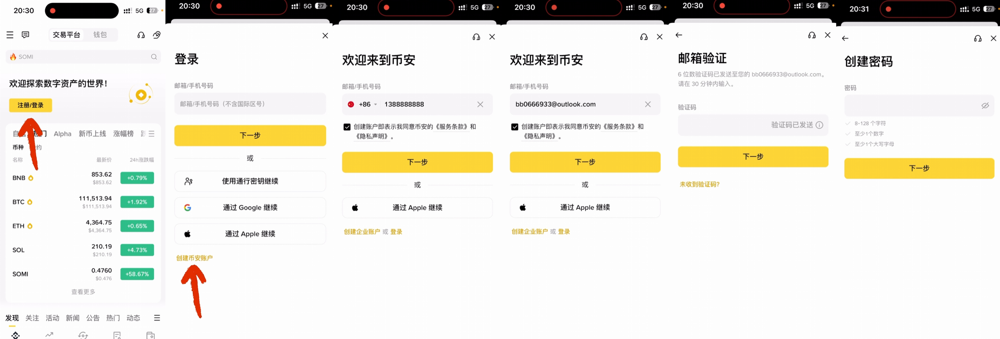 20:30
5G 27
交易平台 钱包
SOMI
欢迎探索数字资产的世界！
注册/登录
热门 Alpha 新币上线 涨幅榜
币种
名称 最新价 24h涨跌幅
BNB 853.62 +0.79%
$853.62
BTC 111,513.94 +1.92%
$111,513.94
ETH 4,364.75 +0.65%
$4,364.75
SOL 210.19 +4.73%
$210.19
SOMI 0.4760 +58.67%
$0.476
查看更多
发现 关注 活动 新闻 公告 热门 动态
20:30
5G 27
登录
邮箱/手机号码
邮箱/手机号码（不含国际区号）
下一步
或
使用通行密钥继续
通过 Google 继续
通过 Apple 继续
创建币安账户
20:30
5G 27
欢迎来到币安
邮箱/手机号码
+86 1388888888
创建账户即表示我同意币安的《服务条款》和
《隐私声明》。
下一步
或
通过 Apple 继续
创建企业账户 或 登录
20:30
5G 27
欢迎来到币安
邮箱/手机号码
bb0666933@outlook.com
创建账户即表示我同意币安的《服务条款》和
《隐私声明》。
下一步
或
通过 Apple 继续
创建企业账户 或 登录
20:30
5G 27
邮箱验证
6 位数验证码已发送至您的 bb0666933@outlook.com。
请在 30 分钟内输入。
验证码
验证码已发送
下一步
未收到验证码?
20:31
5G 27
创建密码
密码
8-128 个字符
至少1个数字
至少1个大写字母
下一步